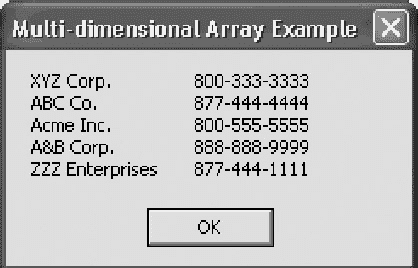 Multi-dimensional Array Example
XYZ Corp. 800-333-3333
ABC Co. 877-444-4444
Acme Inc. 800-555-5555
A&B Corp. 888-888-9999
ZZZ Enterprises 877-444-1111
OK